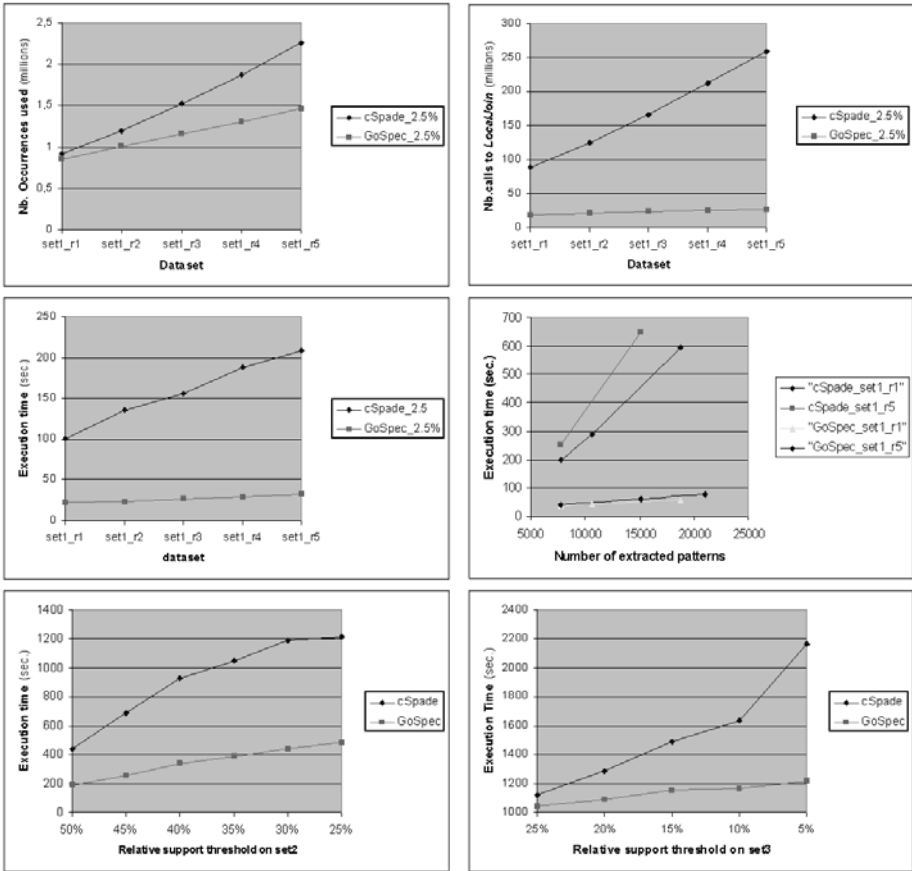 2,5
2
1,5
1
0,5
0
Nb. Occurrences used (millions)
set1_r1 set1_r2 set1_r3 set1_r4 set1_r5
Dataset
cSpade_2.5%
GoSpec_2.5%
300
250
200
150
100
50
0
Nb.calls to LocalJoin (millions)
set1_r1 set1_r2 set1_r3 set1_r4 set1_r5
Dataset
cSpade_2.5%
GoSpec_2.5%
250
200
150
100
50
0
Execution time (sec.)
set1_r1 set1_r2 set1_r3 set1_r4 set1_r5
dataset
cSpade_2.5
GoSpec_2.5%
700
600
500
400
300
200
100
0
Execution time (sec.)
5000 10000 15000 20000 25000
Number of extracted patterns
"cSpade_set1_r1"
cSpade_set1_r5
"GoSpec_set1_r1"
"GoSpec_set1_r5"
1400
1200
1000
800
600
400
200
0
Execution time (sec.)
50% 45% 40% 35% 30% 25%
Relative support threshold on set2
cSpade
GoSpec
2400
2200
2000
1800
1600
1400
1200
1000
Execution Time (sec.)
25% 20% 15% 10% 5%
Relative support threshold on set3
cSpade
GoSpec